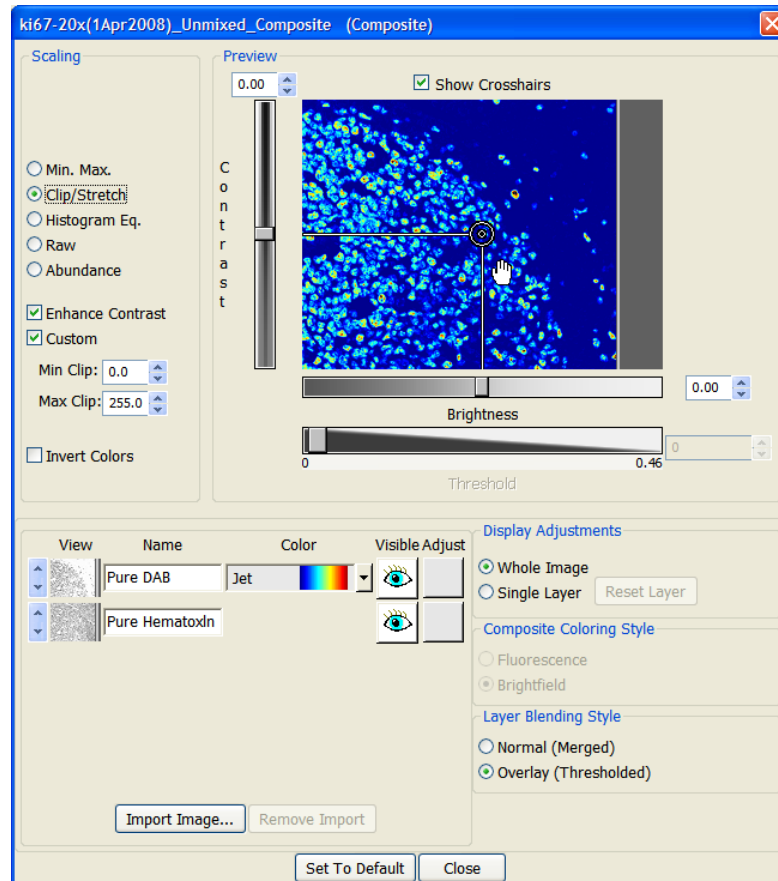 ki67-20x(1Apr2008)_Unmixed_Composite (Composite)
Scaling
Min. Max.
Clip/Stretch
Histogram Eq.
Raw
Abundance
Enhance Contrast
Custom
Min Clip: 0.0
Max Clip: 255.0
Invert Colors
Preview
0.00
Show Crosshairs
Contrast
0.00
Brightness
0
0.46
0
Threshold
View Name Color Visible Adjust
Pure DAB Jet
Pure Hematoxln
Import Image... Remove Import
Display Adjustments
Whole Image
Single Layer Reset Layer
Composite Coloring Style
Fluorescence
Brightfield
Layer Blending Style
Normal (Merged)
Overlay (Thresholded)
Set To Default Close